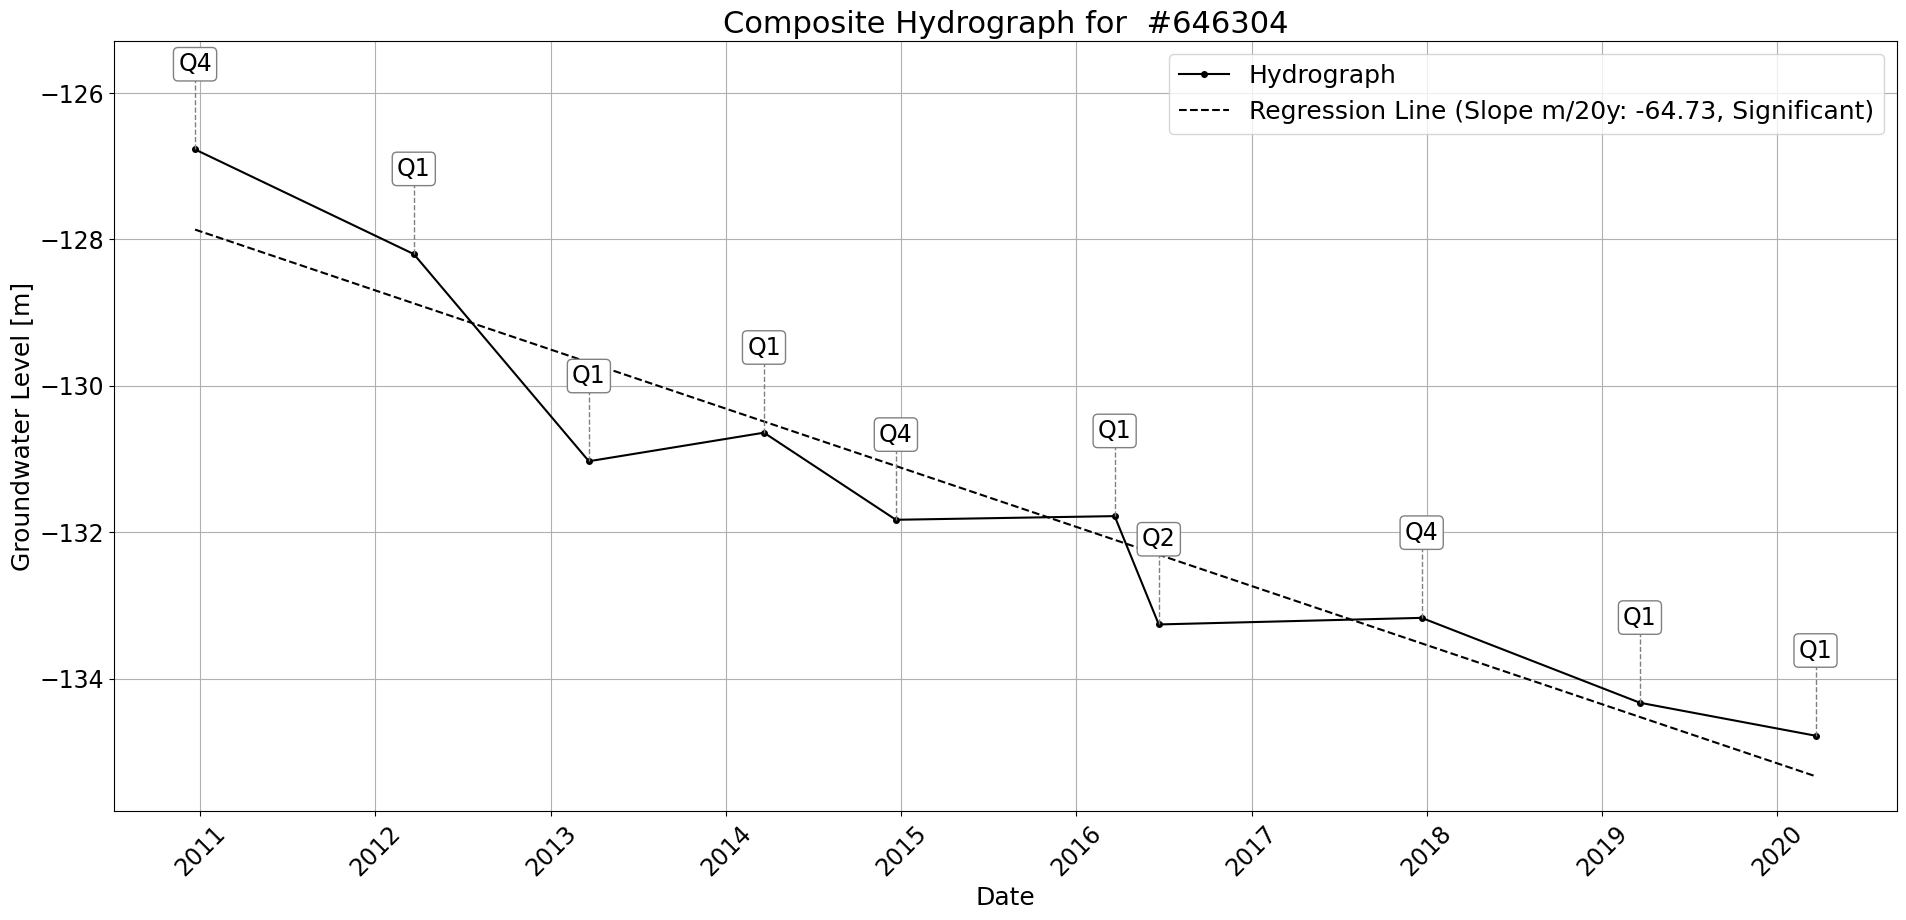 Composite Hydrograph for  #646304
Hydrograph
Regression Line (Slope m/20y: -64.73, Significant)
Groundwater Level [m]
−126
−128
−130
−132
−134
Q4
Q1
Q1
Q1
Q4
Q1
Q2
Q4
Q1
Q1
2011
2012
2013
2014
2015
2016
2017
2018
2019
2020
Date